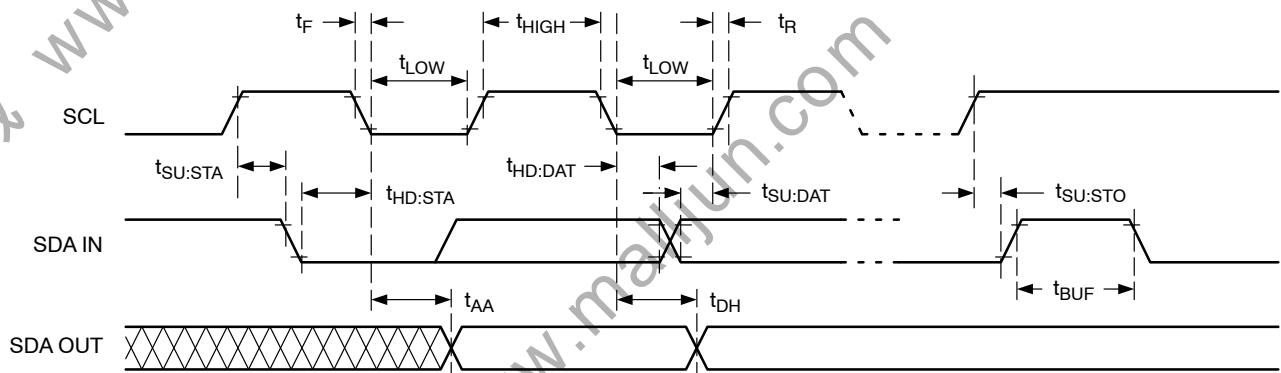 tF tHIGH tR
tLOW tLOW
SCL
tSU:STA tHD:STA tHD:DAT tSU:DAT tSU:STO
SDA IN
tBUF
tAA tDH
SDA OUT
www.mallijun.com